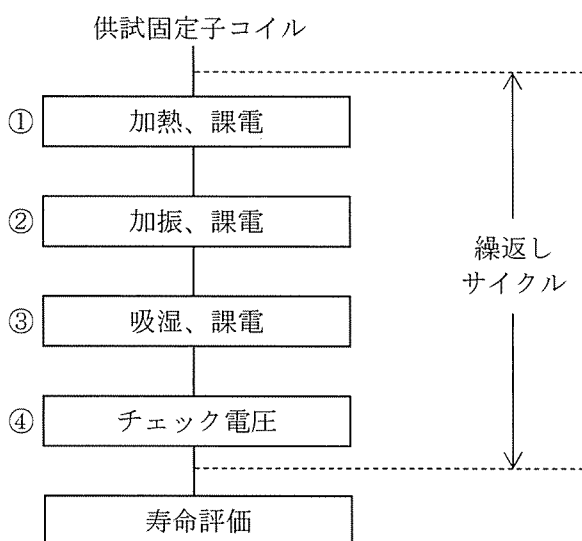 供試固定子コイル
① 加熱、課電
② 加振、課電
③ 吸湿、課電
④ チェック電圧
寿命評価
繰返し
サイクル